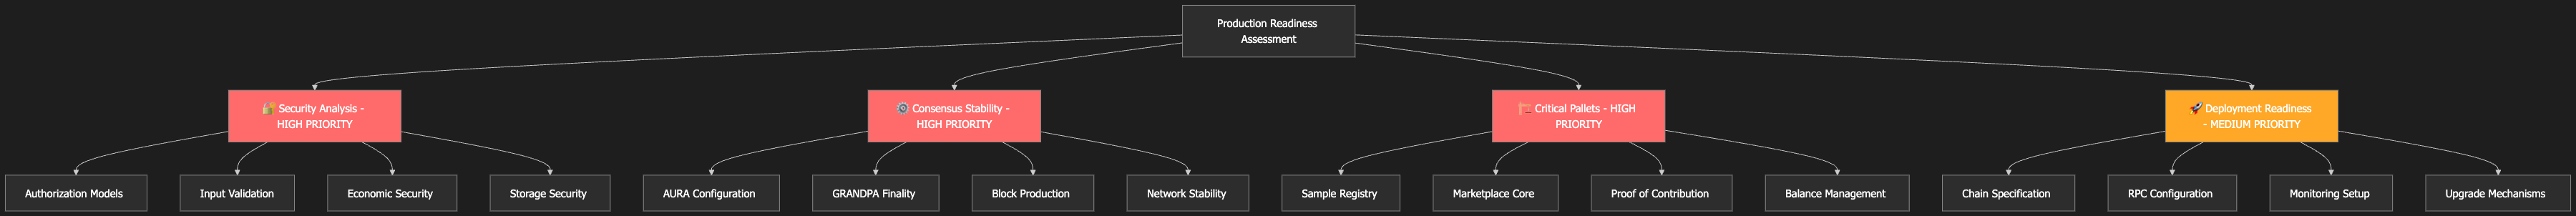 Production Readiness
Assessment
🔐 Security Analysis -
HIGH PRIORITY
⚙️ Consensus Stability -
HIGH PRIORITY
🏗️ Critical Pallets - HIGH
PRIORITY
🚀 Deployment Readiness
- MEDIUM PRIORITY
Authorization Models
Input Validation
Economic Security
Storage Security
AURA Configuration
GRANDPA Finality
Block Production
Network Stability
Sample Registry
Marketplace Core
Proof of Contribution
Balance Management
Chain Specification
RPC Configuration
Monitoring Setup
Upgrade Mechanisms